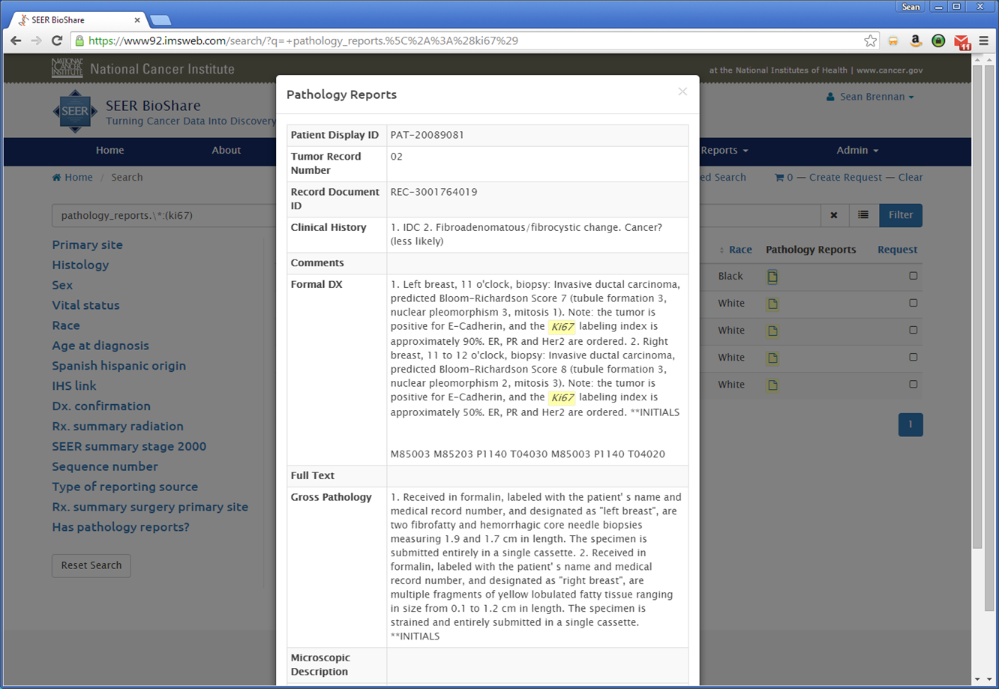 Sean
SEER BioShare
https://www92.imsweb.com/search/?q=+pathology_reports.%5C%2A%3A%28ki67%29
11
NATIONAL
CANCER
INSTITUTE
National Cancer Institute
at the National Institutes of Health | www.cancer.gov
SEER
SEER BioShare
Turning Cancer Data Into Discovery
Sean Brennan
Home About Reports Admin
Home / Search
ed Search 0 — Create Request — Clear
pathology_reports.\*:(ki67)
Filter
Primary site
Histology
Sex
Vital status
Race
Age at diagnosis
Spanish hispanic origin
IHS link
Dx. confirmation
Rx. summary radiation
SEER summary stage 2000
Sequence number
Type of reporting source
Rx. summary surgery primary site
Has pathology reports?
Reset Search
Pathology Reports
Patient Display ID PAT-20089081
Tumor Record
Number
02
Record Document
ID
REC-3001764019
Clinical History
1. IDC 2. Fibroadenomatous/fibrocystic change. Cancer?
(less likely)
Comments
Formal DX
1. Left breast, 11 o'clock, biopsy: Invasive ductal carcinoma,
predicted Bloom-Richardson Score 7 (tubule formation 3,
nuclear pleomorphism 3, mitosis 1). Note: the tumor is
positive for E-Cadherin, and the Ki67 labeling index is
approximately 90%. ER, PR and Her2 are ordered. 2. Right
breast, 11 to 12 o'clock, biopsy: Invasive ductal carcinoma,
predicted Bloom-Richardson Score 8 (tubule formation 3,
nuclear pleomorphism 2, mitosis 3). Note: the tumor is
positive for E-Cadherin, and the Ki67 labeling index is
approximately 50%. ER, PR and Her2 are ordered. **INITIALS
M85003 M85203 P1140 T04030 M85003 P1140 T04020
Full Text
Gross Pathology
1. Received in formalin, labeled with the patient' s name and
medical record number, and designated as "left breast", are
two fibrofatty and hemorrhagic core needle biopsies
measuring 1.9 and 1.7 cm in length. The specimen is
submitted entirely in a single cassette. 2. Received in
formalin, labeled with the patient' s name and medical
record number, and designated as "right breast", are
multiple fragments of yellow lobulated fatty tissue ranging
in size from 0.1 to 1.2 cm in length. The specimen is
strained and entirely submitted in a single cassette.
**INITIALS
Microscopic
Description
Race Pathology Reports Request
Black
White
White
White
White
1